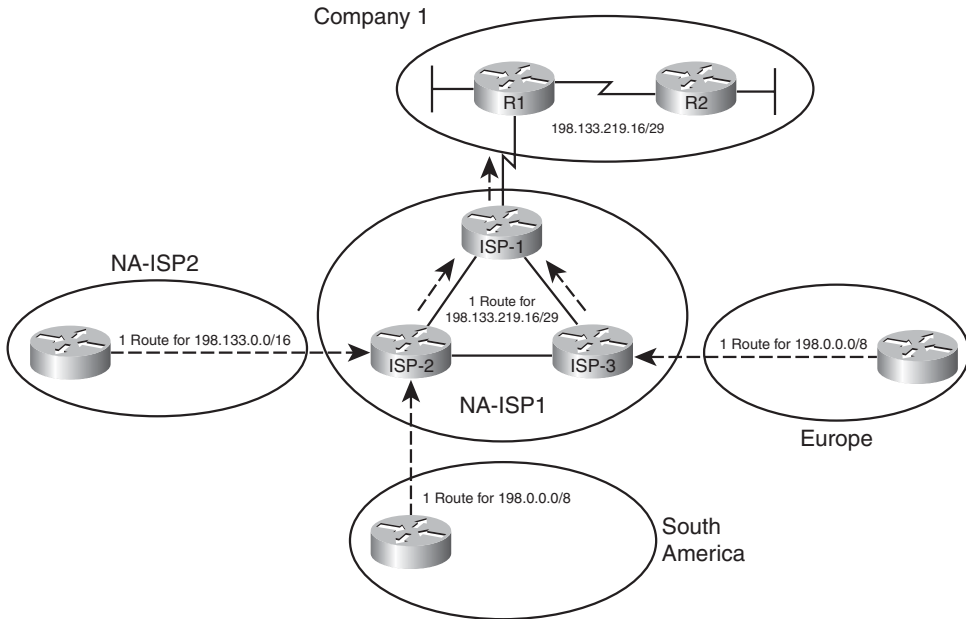 Company 1
R1
R2
198.133.219.16/29
ISP-1
NA-ISP2
1 Route for
198.133.219.16/29
1 Route for 198.133.0.0/16
1 Route for 198.0.0.0/8
ISP-2
ISP-3
NA-ISP1
Europe
1 Route for 198.0.0.0/8
South
America